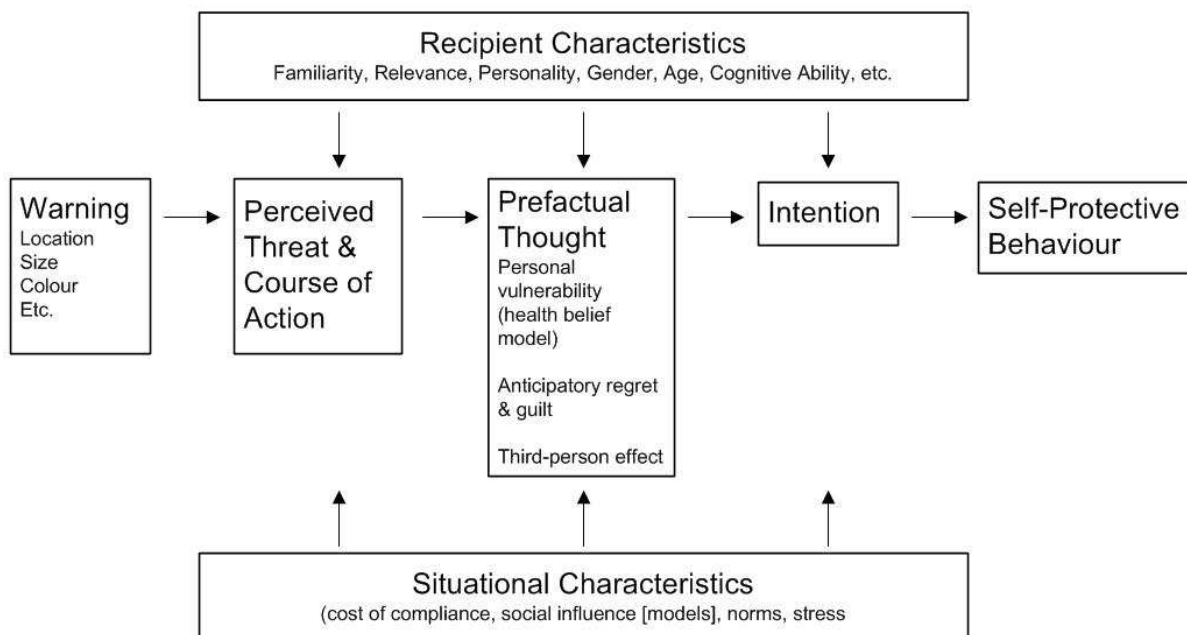 Recipient Characteristics
Familiarity, Relevance, Personality, Gender, Age, Cognitive Ability, etc.
Warning
Location
Size
Colour
Etc.
Perceived
Threat &
Course of
Action
Prefactual
Thought
Personal
vulnerability
(health belief
model)
Anticipatory regret
& guilt
Third-person effect
Intention
Self-Protective
Behaviour
Situational Characteristics
(cost of compliance, social influence [models], norms, stress